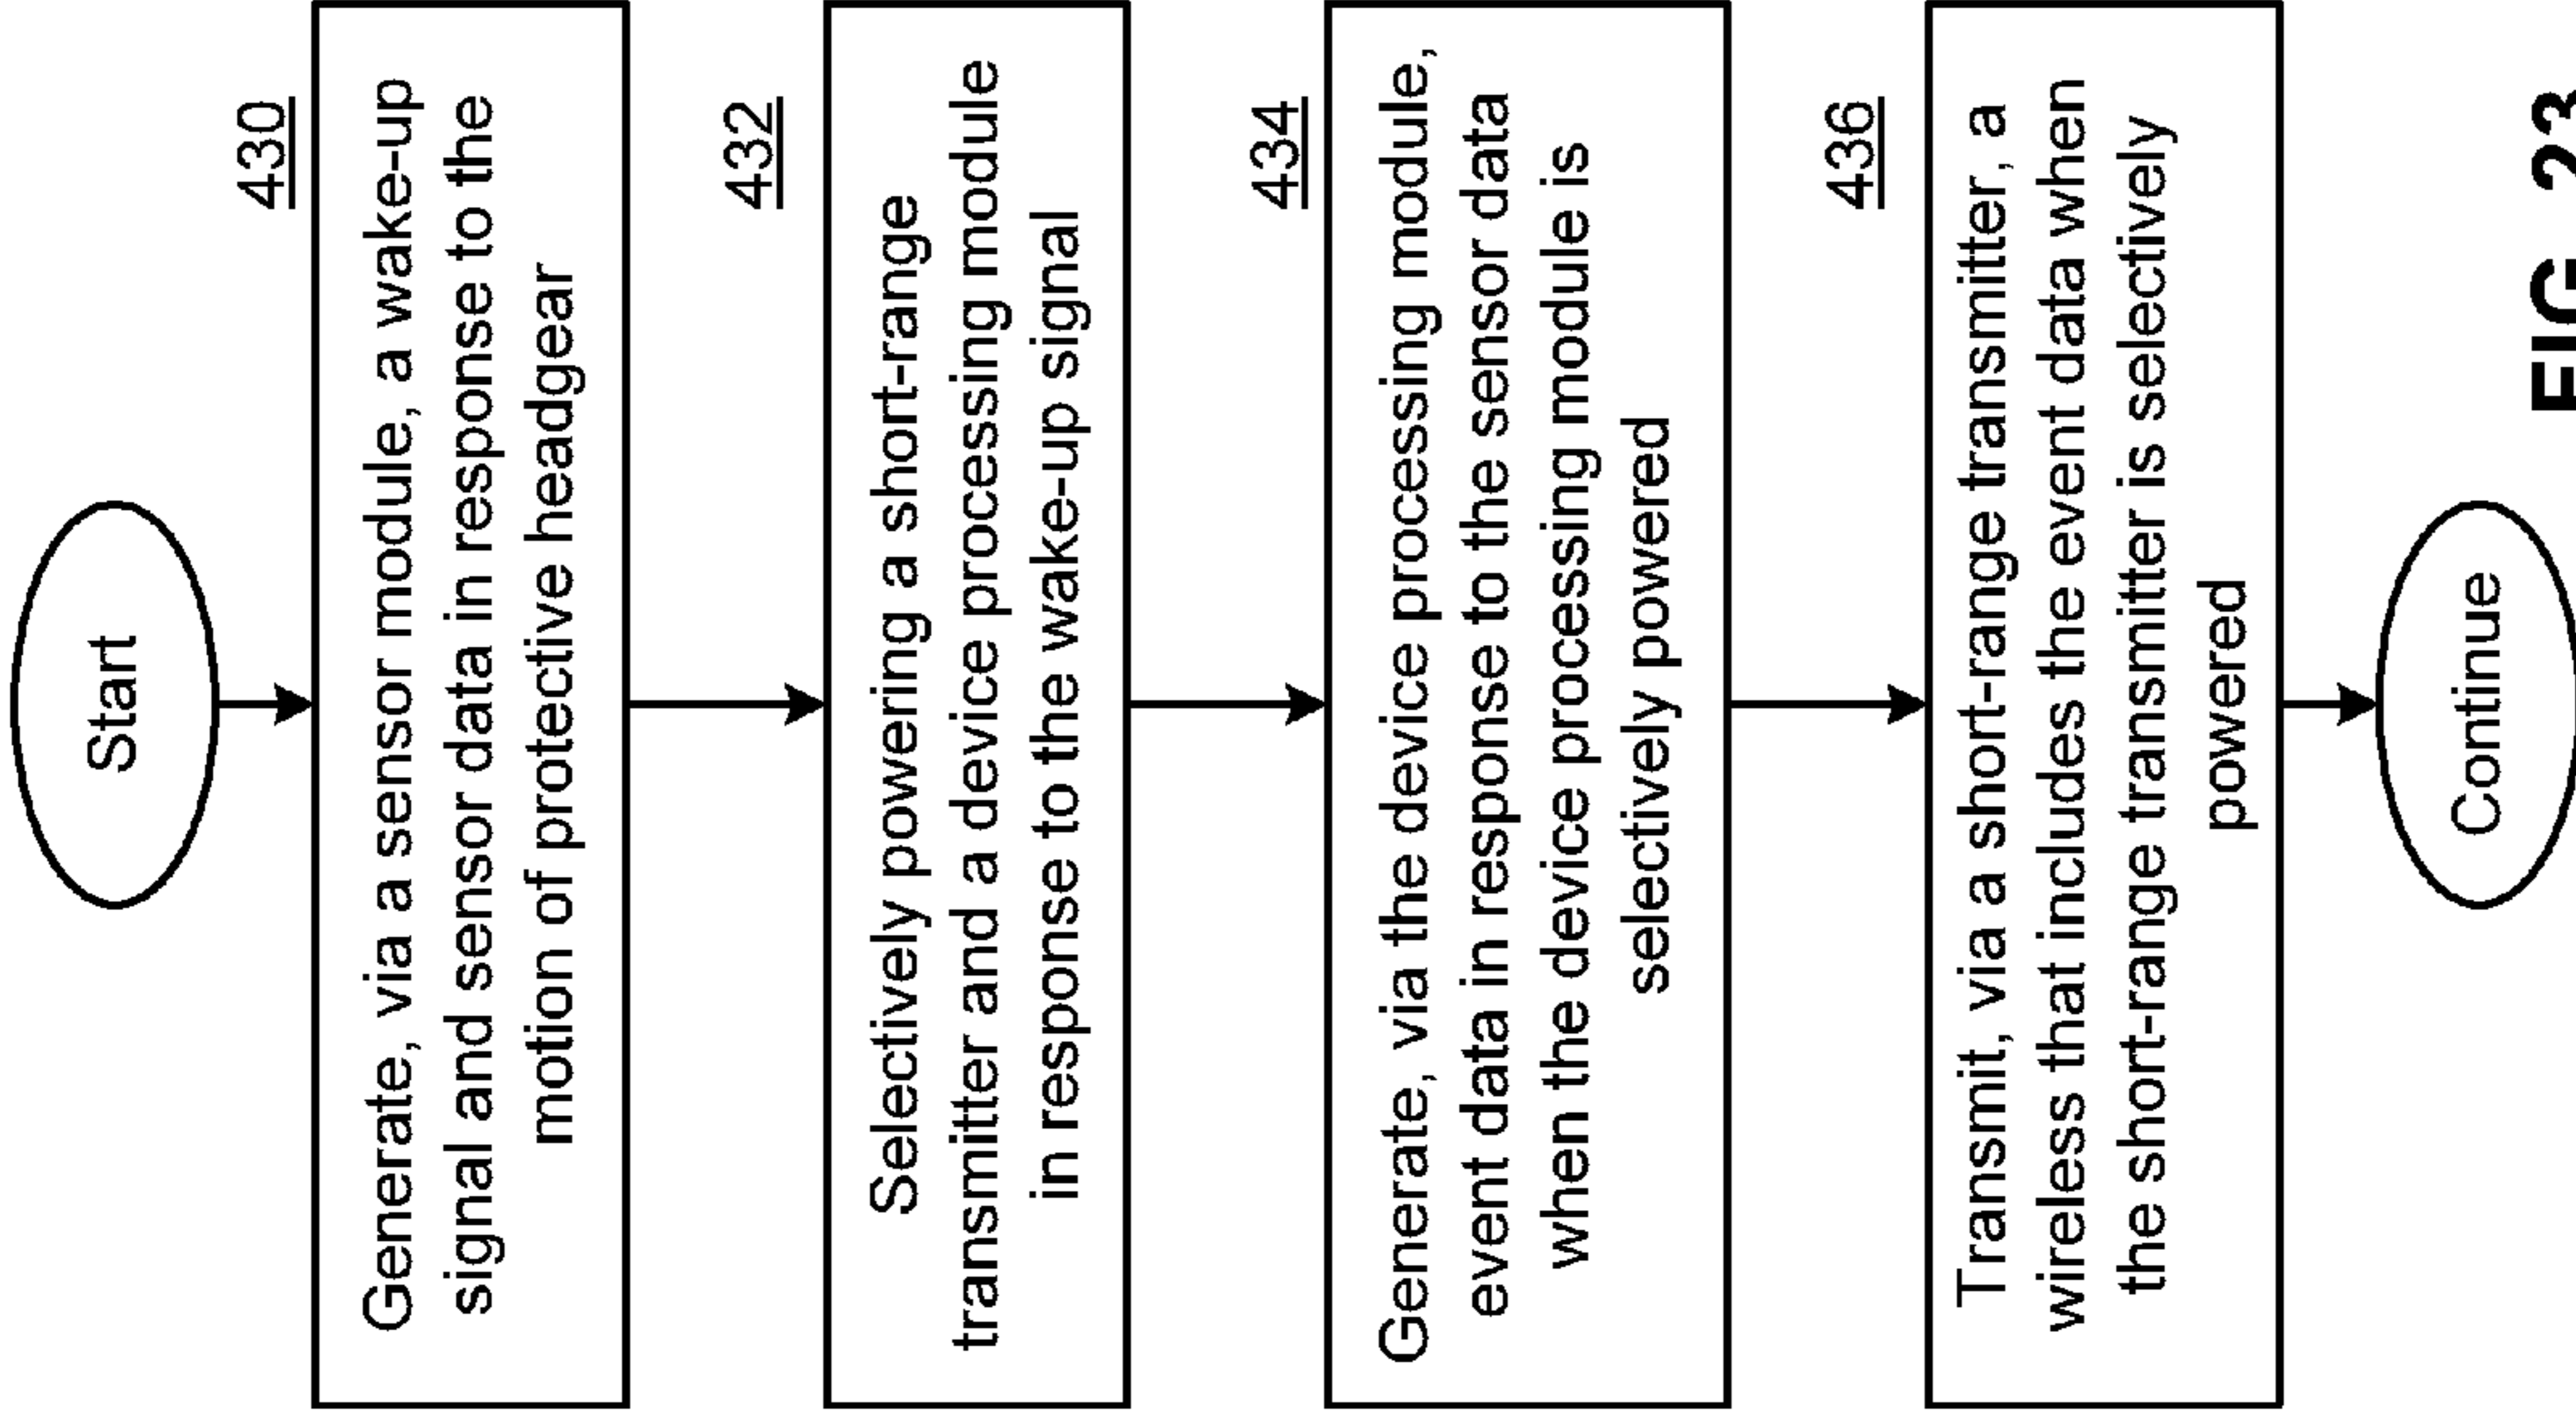 Start
430
Generate, via a sensor module, a wake-up
signal and sensor data in response to the
motion of protective headgear
432
Selectively powering a short-range
transmitter and a device processing module
in response to the wake-up signal
434
Generate, via the device processing module,
event data in response to the sensor data
when the device processing module is
selectively powered
436
Transmit, via a short-range transmitter, a
wireless that includes the event data when
the short-range transmitter is selectively
powered
Continue
FIG. 23